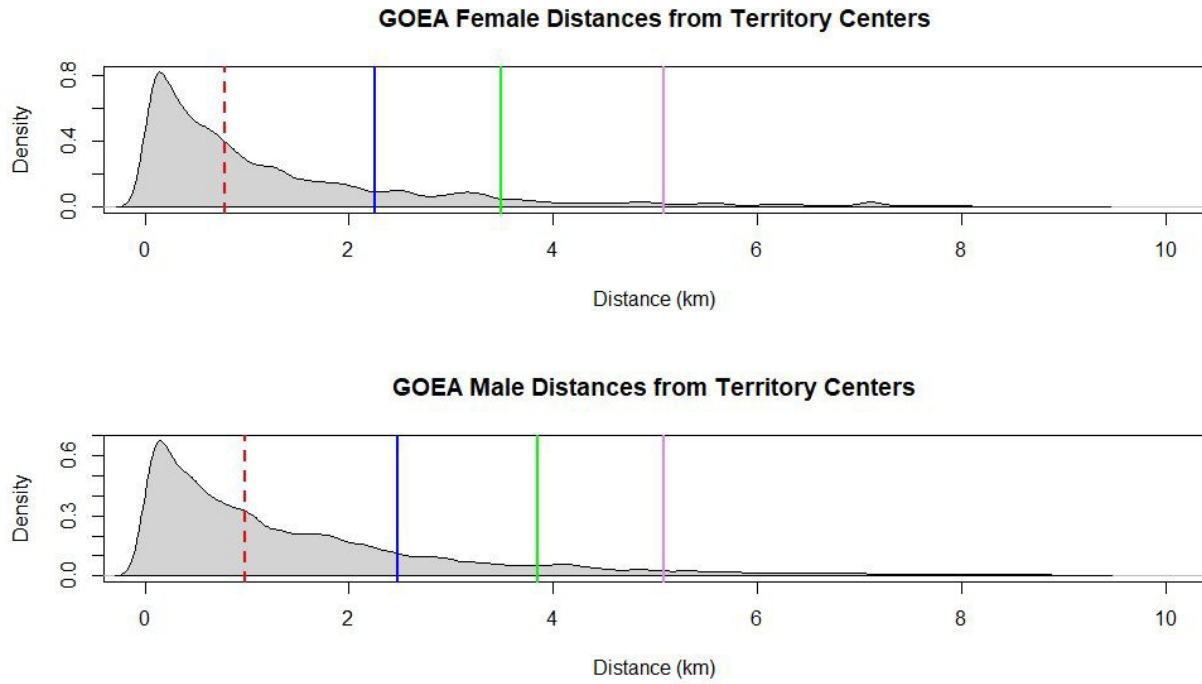 GOEA Female Distances from Territory Centers
Density
0.0
0.4
0.8
0 2 4 6 8 10
Distance (km)
GOEA Male Distances from Territory Centers
Density
0.0
0.3
0.6
0 2 4 6 8 10
Distance (km)